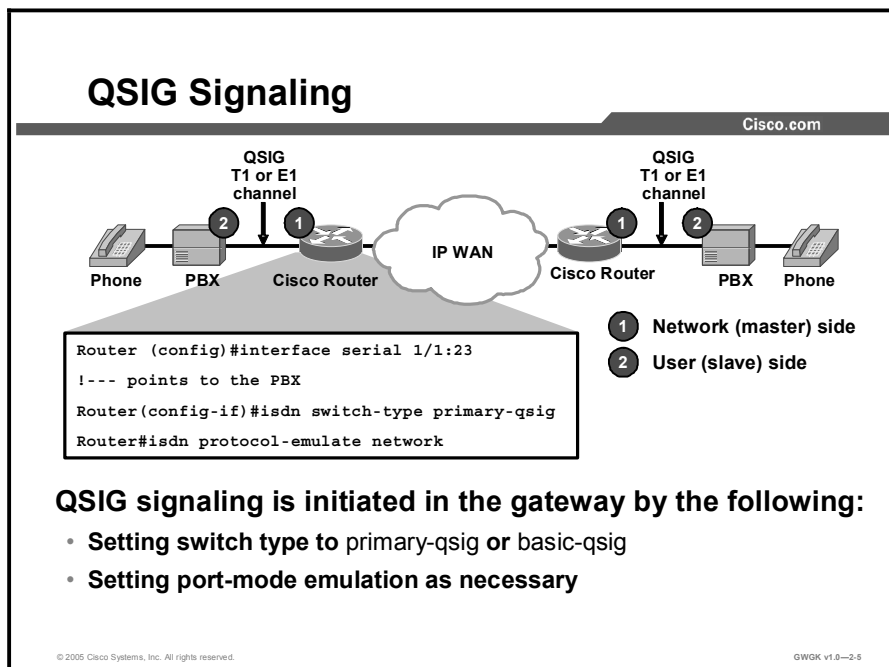 QSIG Signaling
Cisco.com
QSIG
T1 or E1
channel
QSIG
T1 or E1
channel
2
1
1
2
IP WAN
Phone
PBX
Cisco Router
Cisco Router
PBX
Phone
1 Network (master) side
2 User (slave) side
Router (config)#interface serial 1/1:23
!--- points to the PBX
Router(config-if)#isdn switch-type primary-qsig
Router#isdn protocol-emulate network
QSIG signaling is initiated in the gateway by the following:
• Setting switch type to primary-qsig or basic-qsig
• Setting port-mode emulation as necessary
© 2005 Cisco Systems, Inc. All rights reserved.
GWGK v1.0—2-5